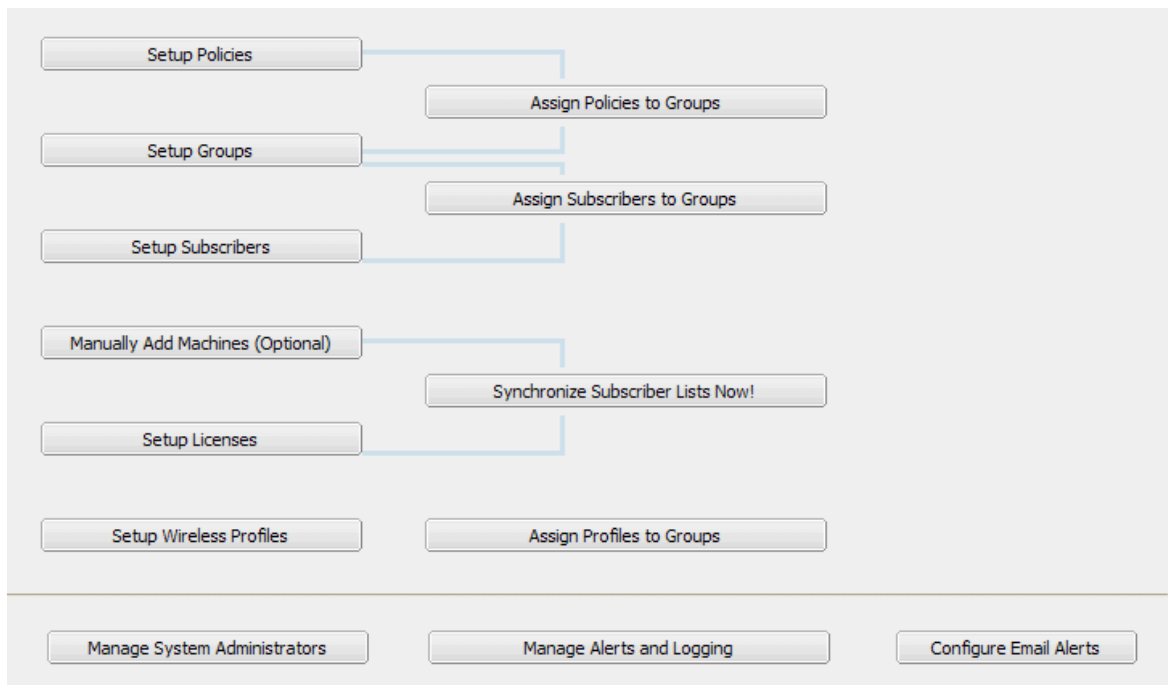 Setup Policies
Assign Policies to Groups
Setup Groups
Assign Subscribers to Groups
Setup Subscribers
Manually Add Machines (Optional)
Synchronize Subscriber Lists Now!
Setup Licenses
Setup Wireless Profiles
Assign Profiles to Groups
Manage System Administrators
Manage Alerts and Logging
Configure Email Alerts